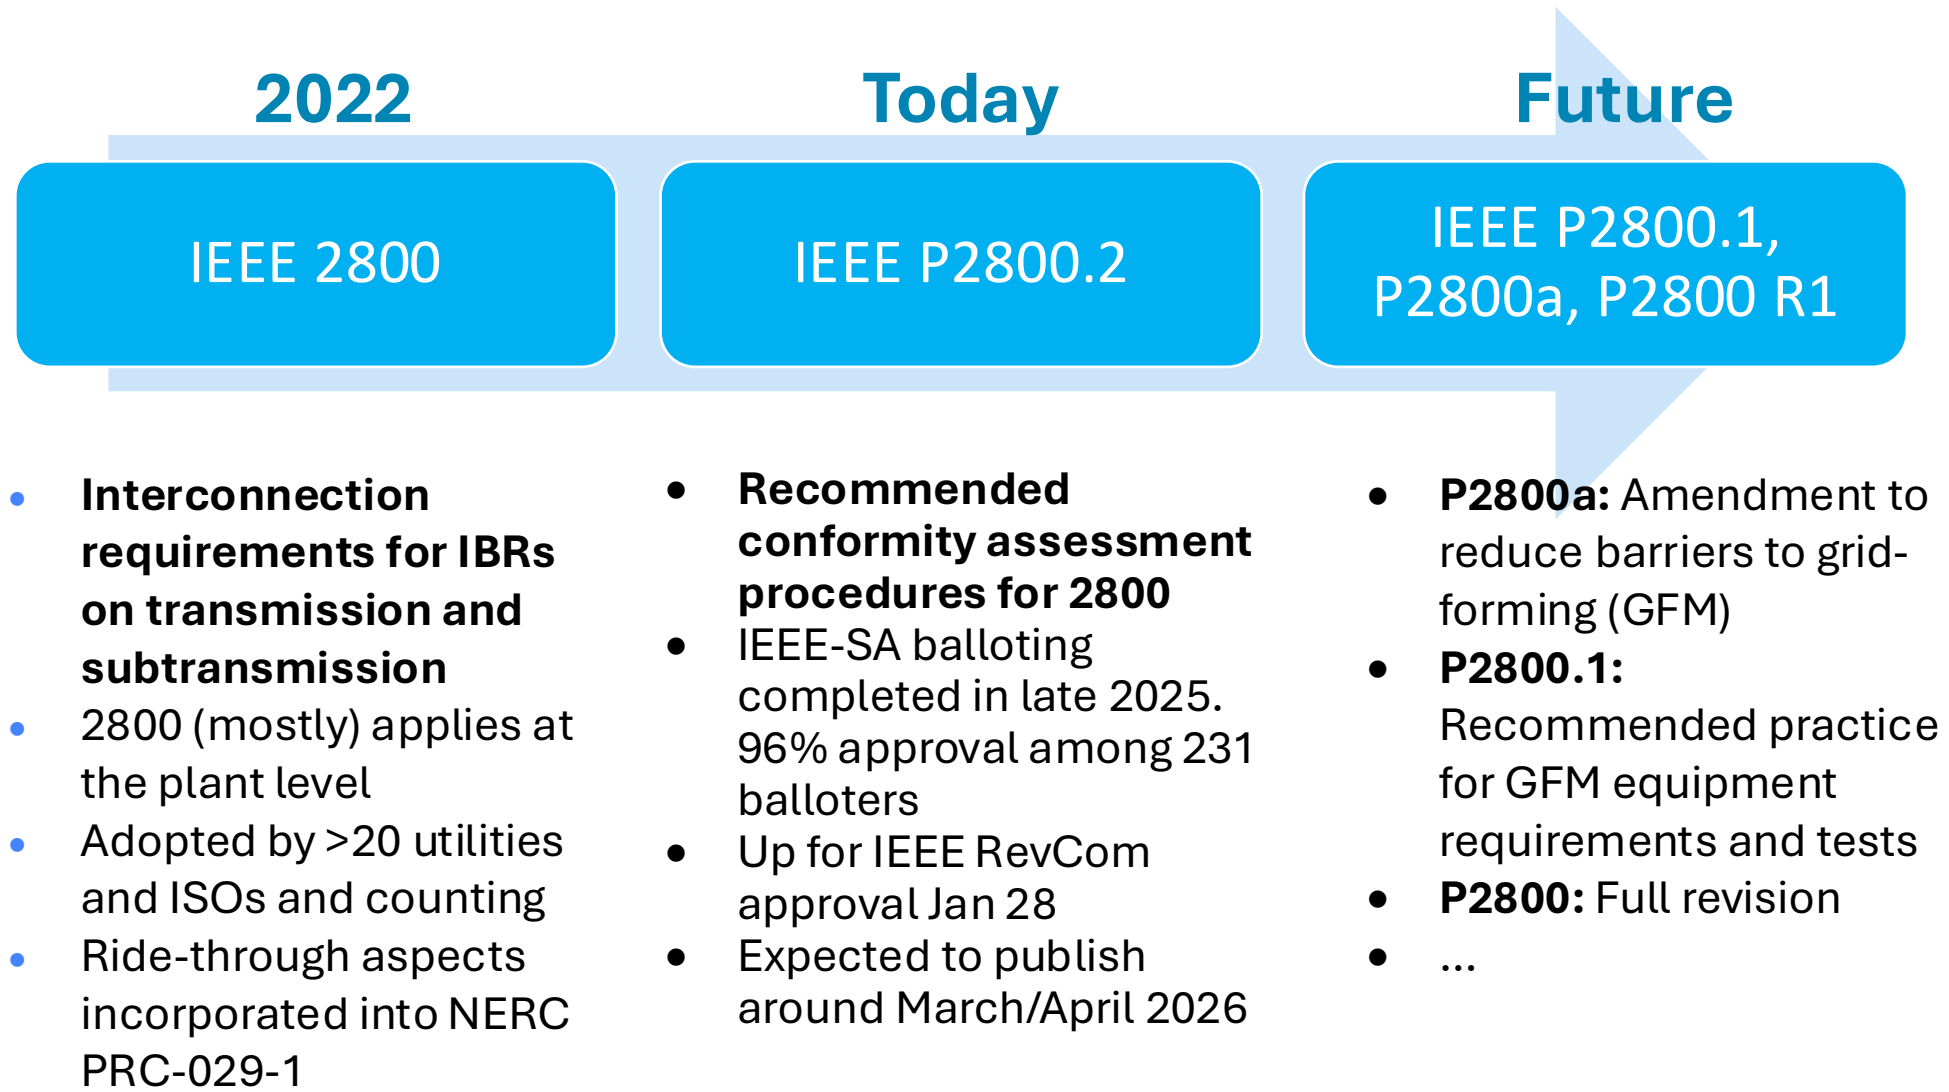 2022
IEEE 2800
• Interconnection
requirements for IBRs
on transmission and
subtransmission
• 2800 (mostly) applies at
the plant level
• Adopted by >20 utilities
and ISOs and counting
• Ride-through aspects
incorporated into NERC
PRC-029-1
Today
IEEE P2800.2
• Recommended
conformity assessment
procedures for 2800
• IEEE-SA balloting
completed in late 2025.
96% approval among 231
balloters
• Up for IEEE RevCom
approval Jan 28
• Expected to publish
around March/April 2026
Future
IEEE P2800.1,
P2800a, P2800 R1
• P2800a: Amendment to
reduce barriers to grid-
forming (GFM)
• P2800.1:
Recommended practice
for GFM equipment
requirements and tests
• P2800: Full revision
• ...